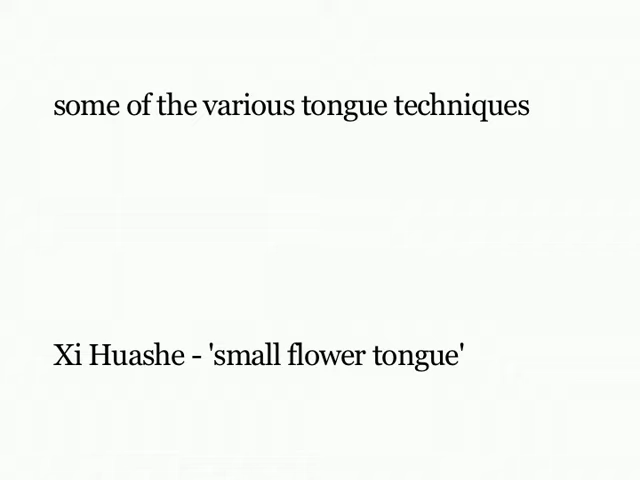 some of the various tongue techniques
Xi Huashe - 'small flower tongue'